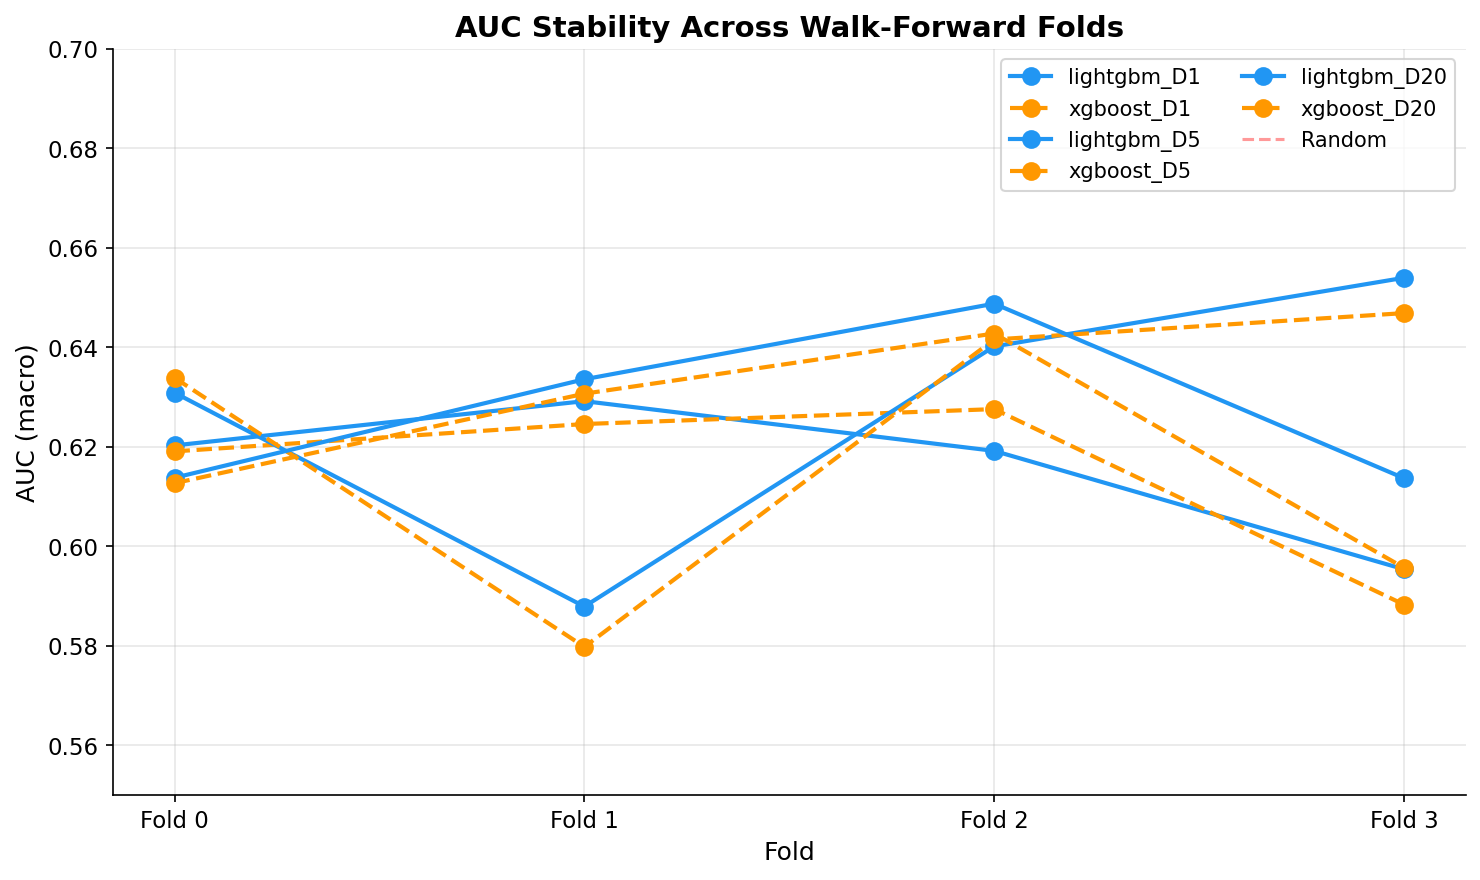 AUC Stability Across Walk-Forward Folds
AUC (macro)
0.70
0.68
0.66
0.64
0.62
0.60
0.58
0.56
lightgbm_D1
xgboost_D1
lightgbm_D5
xgboost_D5
lightgbm_D20
xgboost_D20
Random
Fold 0
Fold 1
Fold 2
Fold 3
Fold